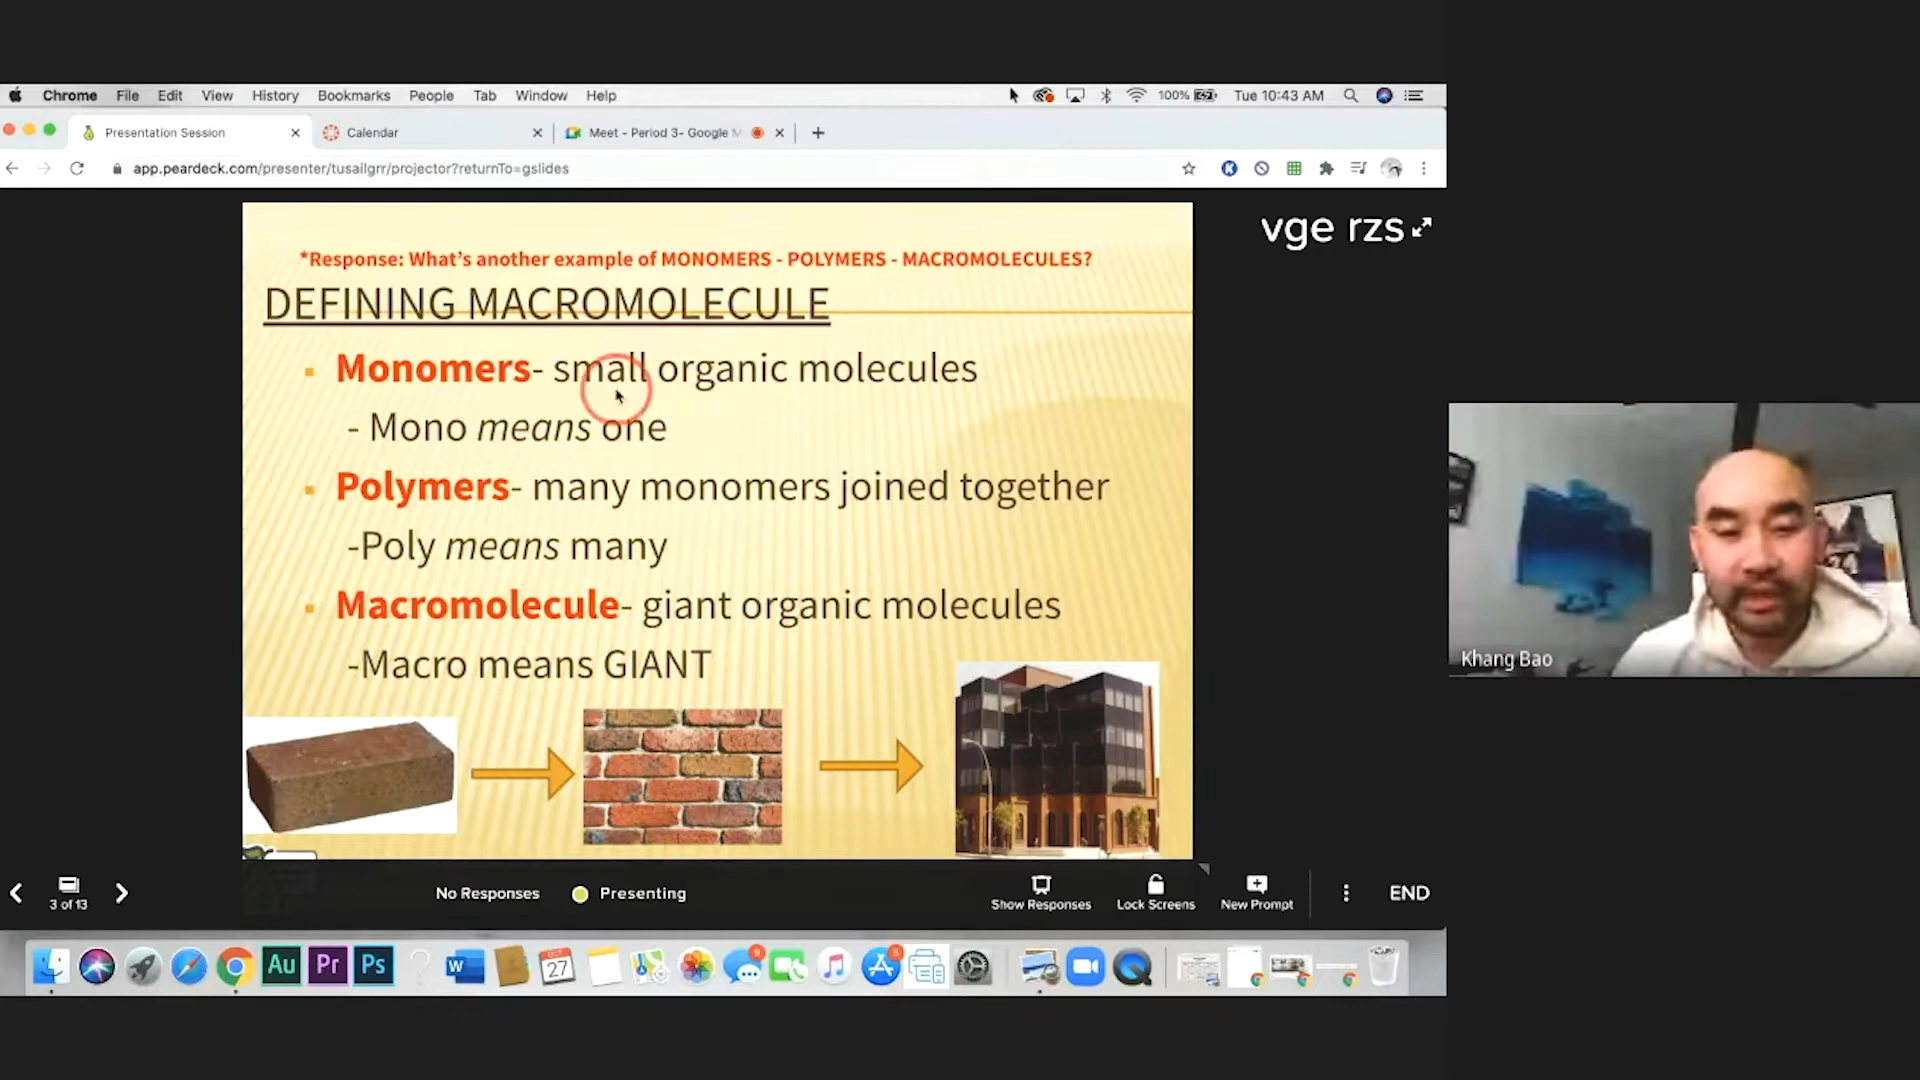 Chrome File Edit View History Bookmarks People Tab Window Help 100% Tue 10:43 AM
Presentation Session Calendar Meet - Period 3- Google M
app.peardeck.com/presenter/tusailgrr/projector?returnTo=gslides
vge rzs
*Response: What's another example of MONOMERS - POLYMERS - MACROMOLECULES?
DEFINING MACROMOLECULE
Monomers- small organic molecules
- Mono means one
Polymers- many monomers joined together
-Poly means many
Macromolecule- giant organic molecules
-Macro means GIANT
Khang Bao
3 of 13
No Responses
Presenting
Show Responses
Lock Screens
New Prompt
END
Au Pr Ps W 27